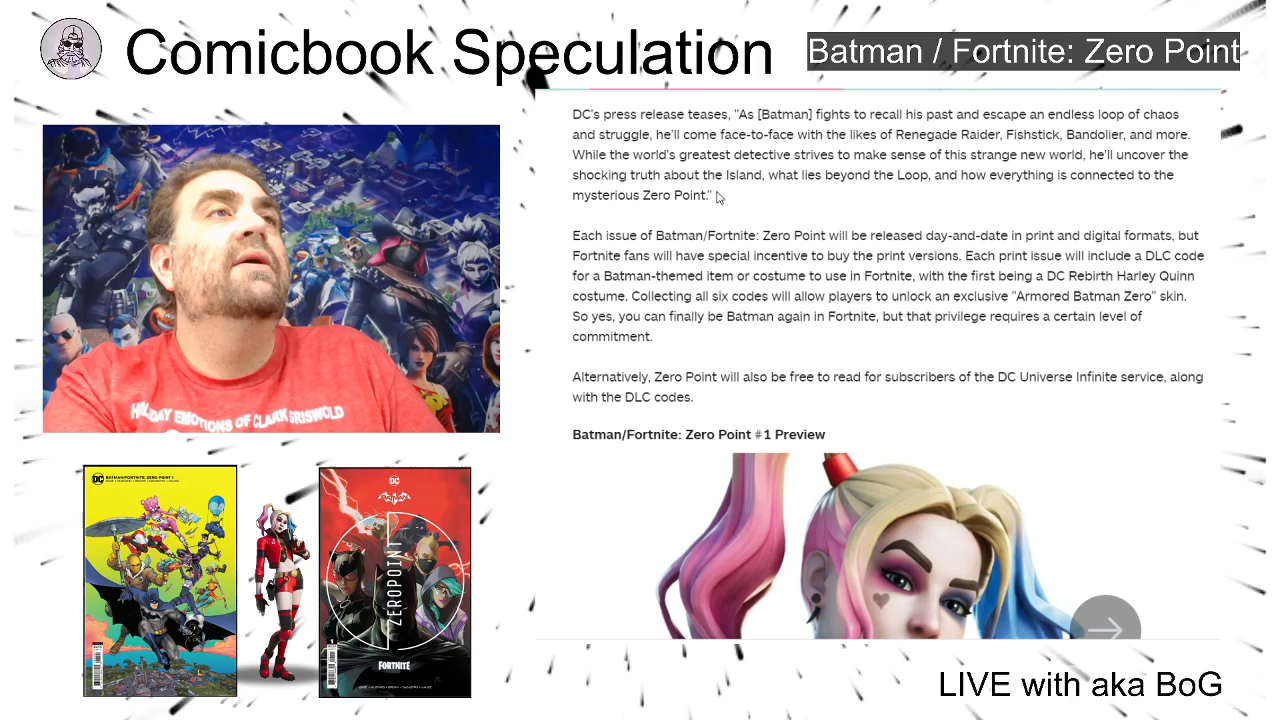 Comicbook Speculation
Batman / Fortnite: Zero Point
DC's press release teases, "As [Batman] fights to recall his past and escape an endless loop of chaos
and struggle, he'll come face-to-face with the likes of Renegade Raider, Fishstick, Bandolier, and more.
While the world's greatest detective strives to make sense of this strange new world, he'll uncover the
shocking truth about the Island, what lies beyond the Loop, and how everything is connected to the
mysterious Zero Point."
Each issue of Batman/Fortnite: Zero Point will be released day-and-date in print and digital formats, but
Fortnite fans will have special incentive to buy the print versions. Each print issue will include a DLC code
for a Batman-themed item or costume to use in Fortnite, with the first being a DC Rebirth Harley Quinn
costume. Collecting all six codes will allow players to unlock an exclusive "Armored Batman Zero" skin.
So yes, you can finally be Batman again in Fortnite, but that privilege requires a certain level of
commitment.
Alternatively, Zero Point will also be free to read for subscribers of the DC Universe Infinite service, along
with the DLC codes.
Batman/Fortnite: Zero Point #1 Preview
HOLIDAY EMOTIONS OF CLARK GRISWOLD
DC
BATMAN/FORTNITE: ZERO POINT 1
DC
ZEROPOINT
FORTNITE
LIVE with aka BoG